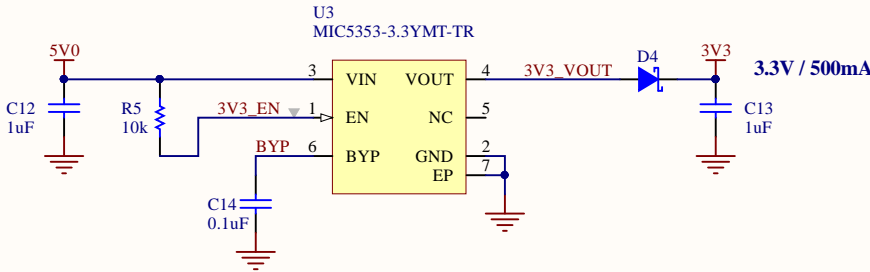 U3
MIC5353-3.3YMT-TR
5V0
3
VIN
VOUT
4
3V3_VOUT
D4
3V3
3.3V / 500mA
C12
1uF
R5
10k
3V3_EN
1
EN
NC
5
C13
1uF
BYP
6
BYP
GND
2
EP
7
C14
0.1uF